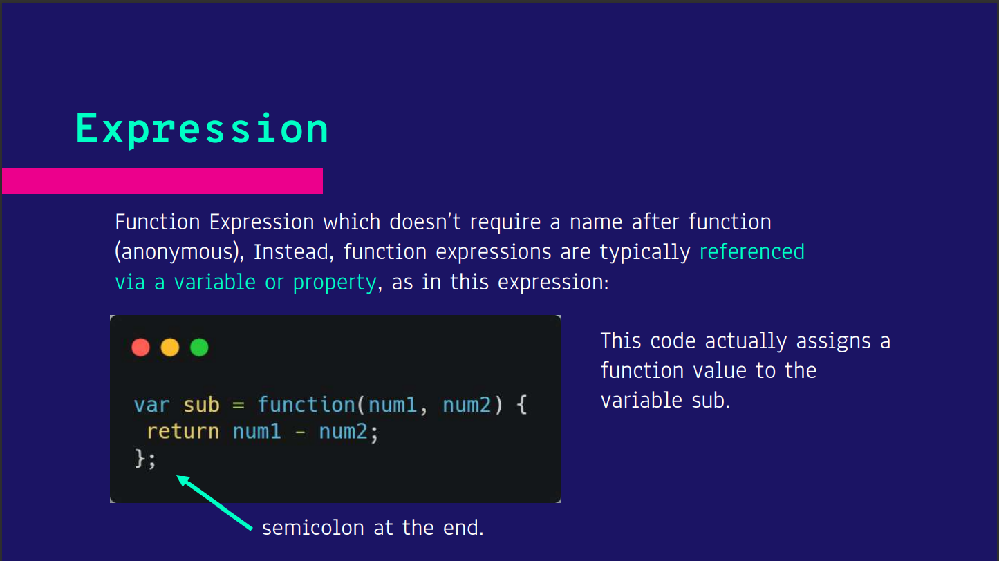 Expression
Function Expression which doesn’t require a name after function
(anonymous), Instead, function expressions are typically referenced
via a variable or property, as in this expression:
var sub = function(num1, num2) {
 return num1 - num2;
};
This code actually assigns a
function value to the
variable sub.
semicolon at the end.